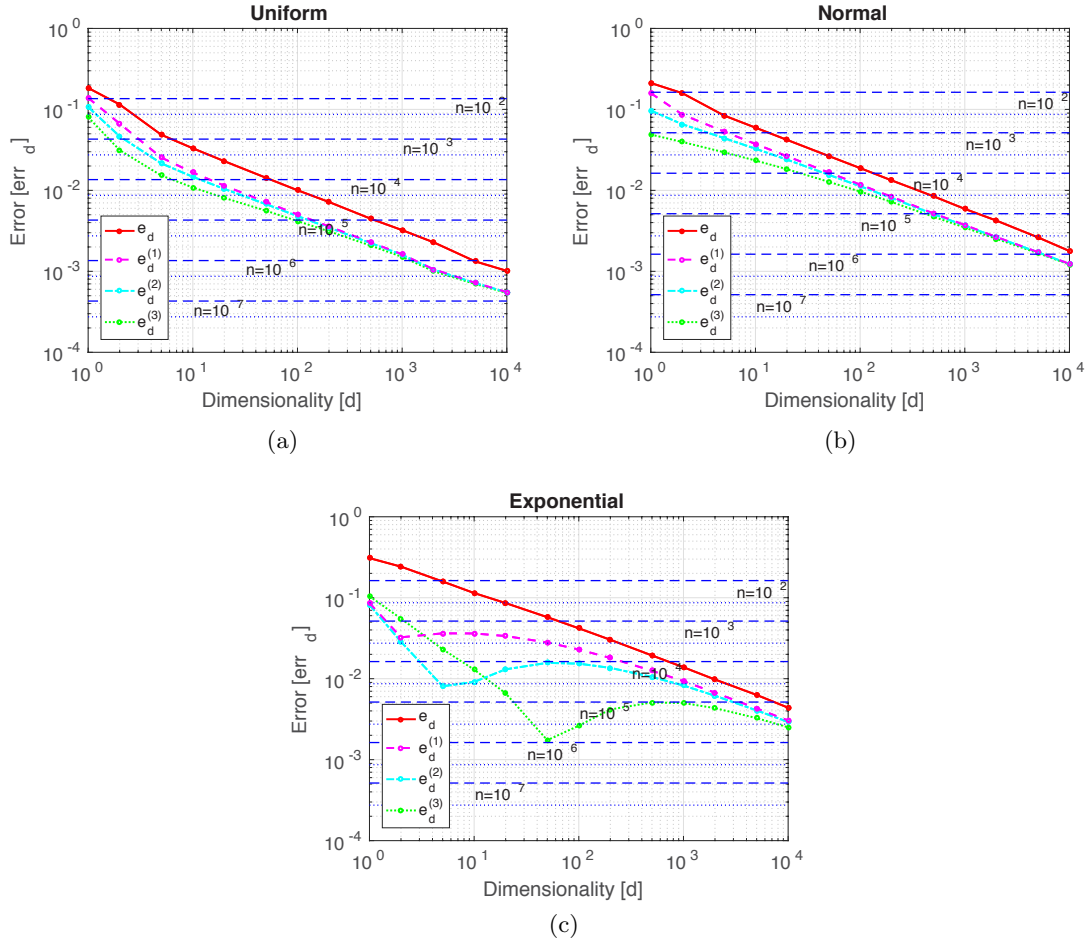 Uniform
10 0
10 -1
10 -2
10 -3
10 -4
Error [err d]
n=10 2
n=10 3
n=10 4
n=10 5
n=10 6
n=10 7
e d
e d (1)
e d (2)
e d (3)
10 0 10 1 10 2 10 3 10 4
Dimensionality [d]
(a)
Normal
10 0
10 -1
10 -2
10 -3
10 -4
Error [err d]
n=10 2
n=10 3
n=10 4
n=10 5
n=10 6
n=10 7
e d
e d (1)
e d (2)
e d (3)
10 0 10 1 10 2 10 3 10 4
Dimensionality [d]
(b)
Exponential
10 0
10 -1
10 -2
10 -3
10 -4
Error [err d]
n=10 2
n=10 3
n=10 4
n=10 5
n=10 6
n=10 7
e d
e d (1)
e d (2)
e d (3)
10 0 10 1 10 2 10 3 10 4
Dimensionality [d]
(c)